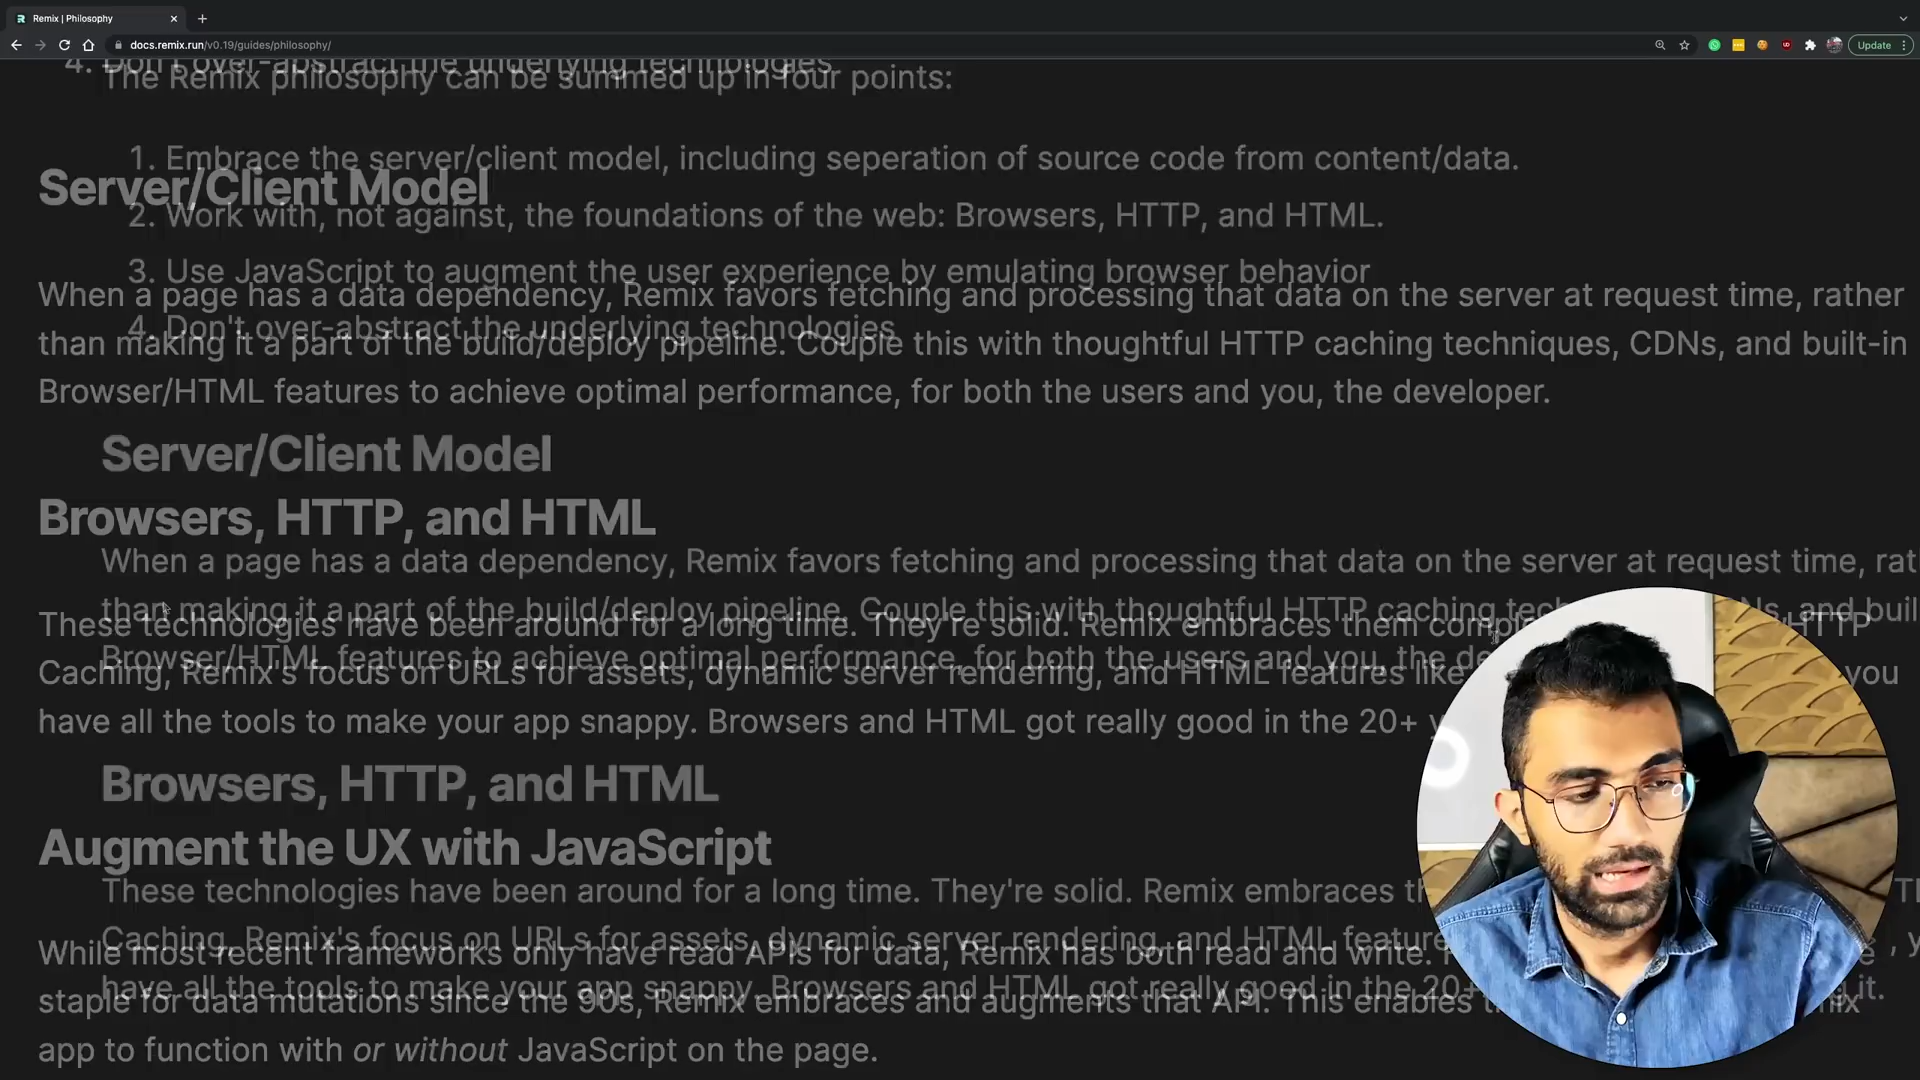 Remix | Philosophy
docs.remix.run/v0.19/guides/philosophy/
Update
4. Don't over-abstract the underlying technologies
The Remix philosophy can be summed up in four points:
1. Embrace the server/client model, including seperation of source code from content/data.
Server/Client Model
2. Work with, not against, the foundations of the web: Browsers, HTTP, and HTML.
3. Use JavaScript to augment the user experience by emulating browser behavior
When a page has a data dependency, Remix favors fetching and processing that data on the server at request time, rather
4. Don't over-abstract the underlying technologies
than making it a part of the build/deploy pipeline. Couple this with thoughtful HTTP caching techniques, CDNs, and built-in
Browser/HTML features to achieve optimal performance, for both the users and you, the developer.
Server/Client Model
Browsers, HTTP, and HTML
When a page has a data dependency, Remix favors fetching and processing that data on the server at request time,
than making it a part of the build/deploy pipeline. Couple this with thoughtful HTTP caching and
These technologies have been around for a long time. They're solid. Remix embraces them HTTP
Browser/HTML features to achieve optimal performance, for both the users and you, the
Caching, Remix's focus on URLs for assets, dynamic server rendering, and HTML features like you
have all the tools to make your app snappy. Browsers and HTML got really good in the 20+
Browsers, HTTP, and HTML
Augment the UX with JavaScript
These technologies have been around for a long time. They're solid. Remix embraces
Caching, Remix's focus on URLs for assets, dynamic server rendering, and HTML
While most recent frameworks only have read APIs for data, Remix has both read and write.
have all the tools to make your app snappy. Browsers and HTML got really good in the 20+ it.
staple for data mutations since the 90s, Remix embraces and augments that API. This enables
app to function with or without JavaScript on the page.